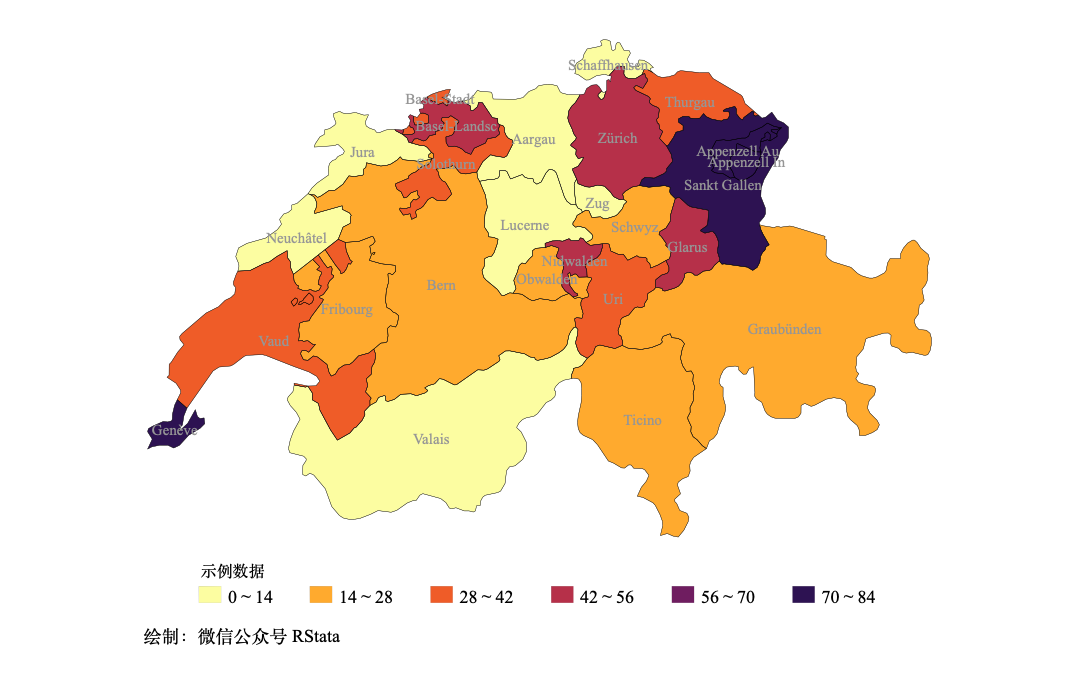 Schaffhausen
Basel-Stadt
Thurgau
Basel-Landsc
Aargau
Zürich
Jura
Solothurn
Appenzell Au
Appenzell In
Sankt Gallen
Zug
Lucerne
Schwyz
Neuchâtel
Glarus
Nidwalden
Obwalden
Bern
Uri
Fribourg
Graubünden
Vaud
Ticino
Genève
Valais
示例数据
0 ~ 14 14 ~ 28 28 ~ 42 42 ~ 56 56 ~ 70 70 ~ 84
绘制：微信公众号 RStata